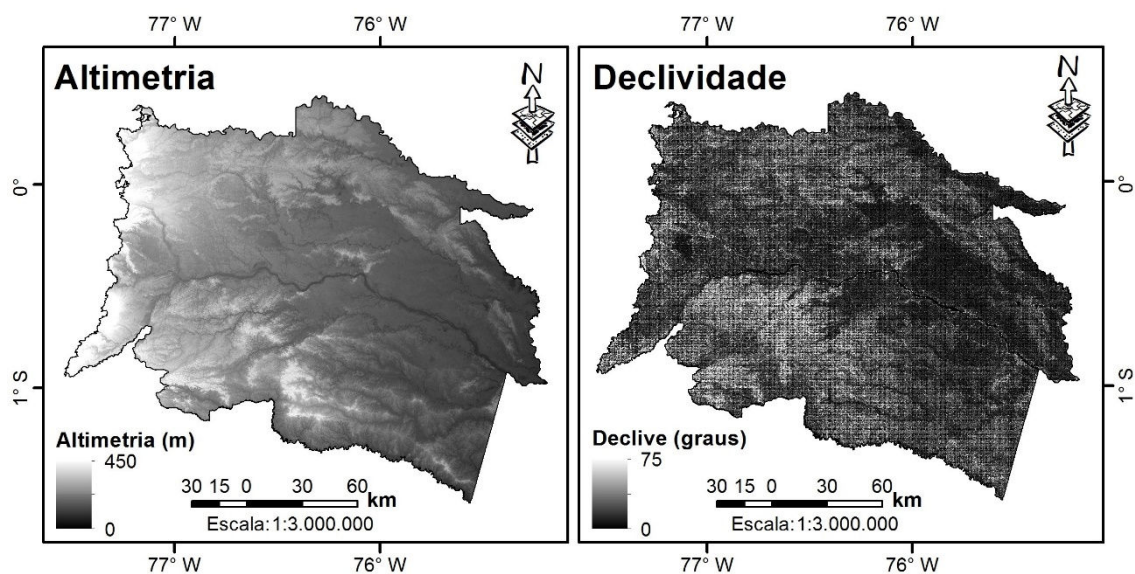 77° W 76° W
Altimetria
N
0°
1° S
Altimetria (m)
450
0
30 15 0 30 60
km
Escala:1:3.000.000
77° W 76° W
77° W 76° W
Declividade
N
0°
1° S
Declive (graus)
75
0
30 15 0 30 60
km
Escala:1:3.000.000
77° W 76° W